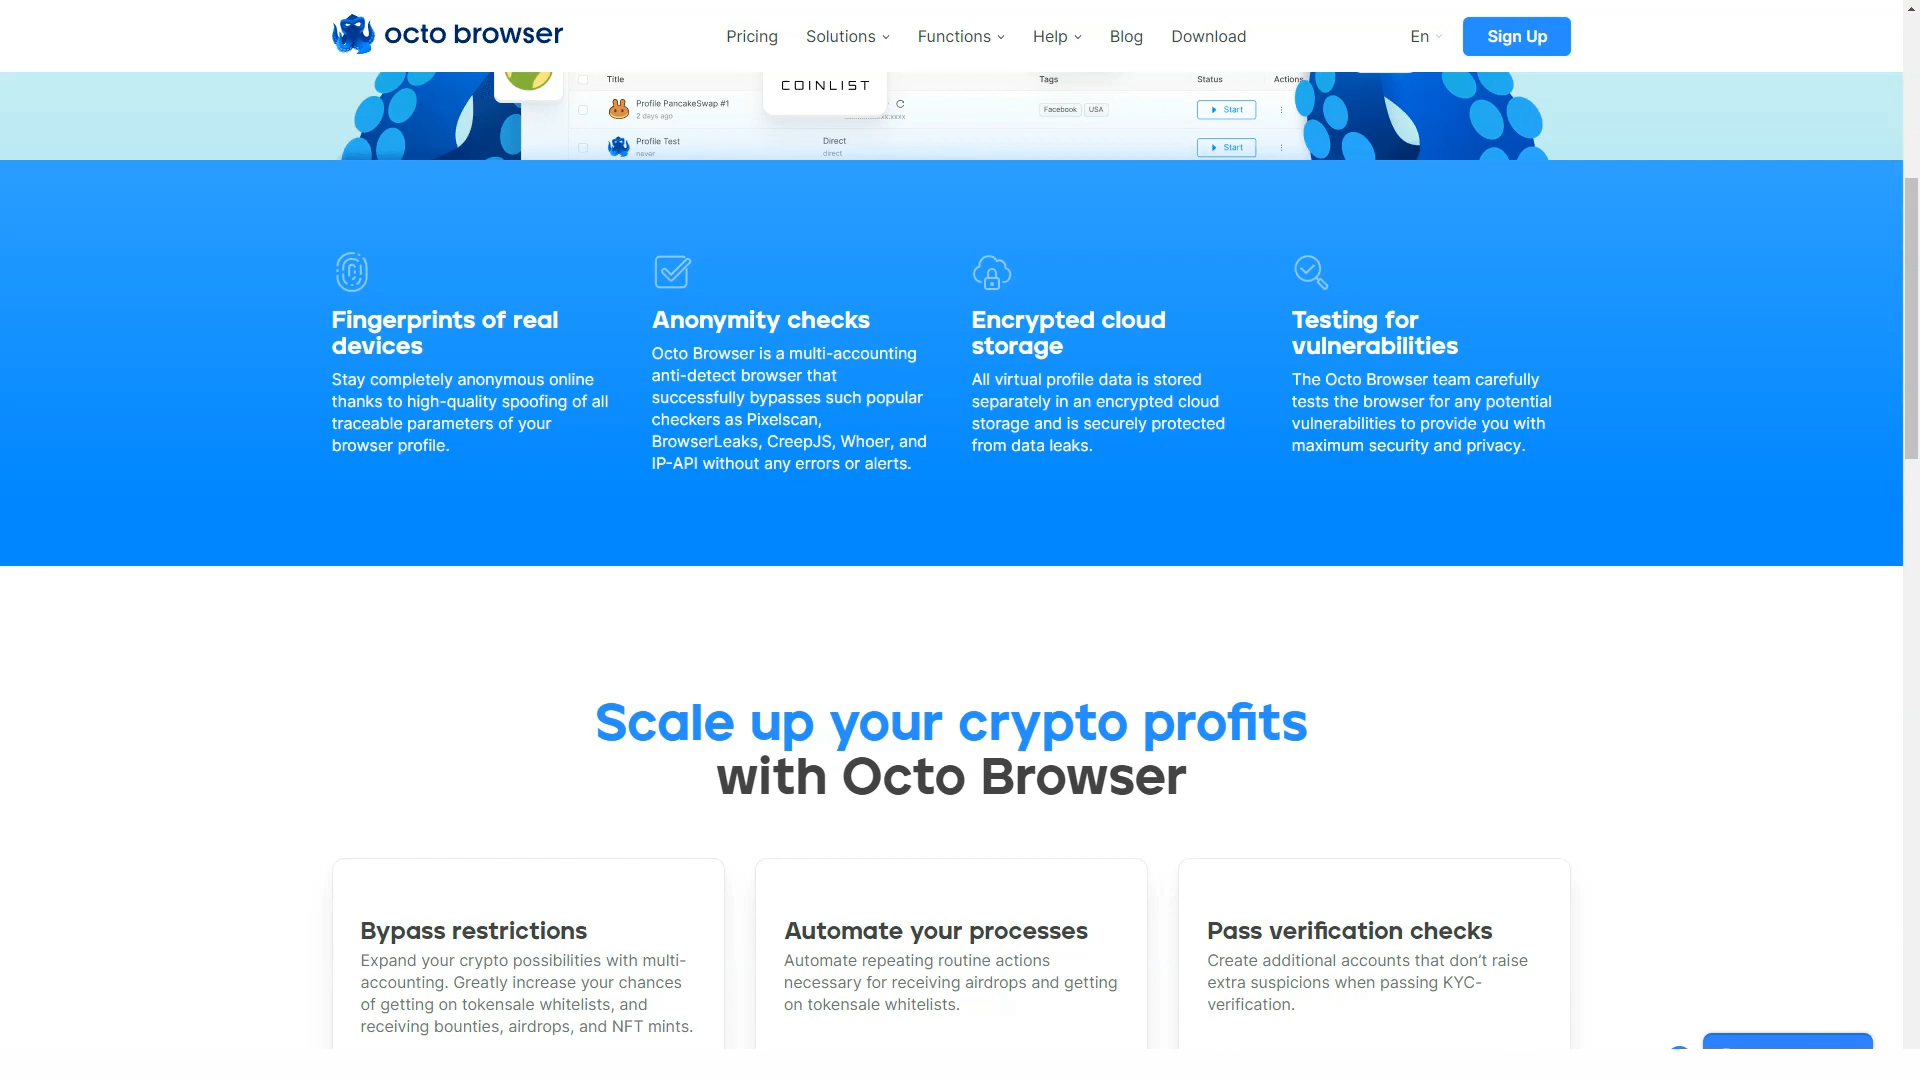 octo browser
Pricing Solutions Functions Help Blog Download En Sign Up
Title COINLIST Tags Status Actions
Profile PancakeSwap #1
2 days ago
Facebook USA Start
Profile Test Direct Start
never direct
Fingerprints of real
devices
Stay completely anonymous online
thanks to high-quality spoofing of all
traceable parameters of your
browser profile.
Anonymity checks
Octo Browser is a multi-accounting
anti-detect browser that
successfully bypasses such popular
checkers as Pixelscan,
BrowserLeaks, CreepJS, Whoer, and
IP-API without any errors or alerts.
Encrypted cloud
storage
All virtual profile data is stored
separately in an encrypted cloud
storage and is securely protected
from data leaks.
Testing for
vulnerabilities
The Octo Browser team carefully
tests the browser for any potential
vulnerabilities to provide you with
maximum security and privacy.
Scale up your crypto profits
with Octo Browser
Bypass restrictions
Expand your crypto possibilities with multi-
accounting. Greatly increase your chances
of getting on tokensale whitelists, and
receiving bounties, airdrops, and NFT mints.
Automate your processes
Automate repeating routine actions
necessary for receiving airdrops and getting
on tokensale whitelists.
Pass verification checks
Create additional accounts that don't raise
extra suspicions when passing KYC-
verification.